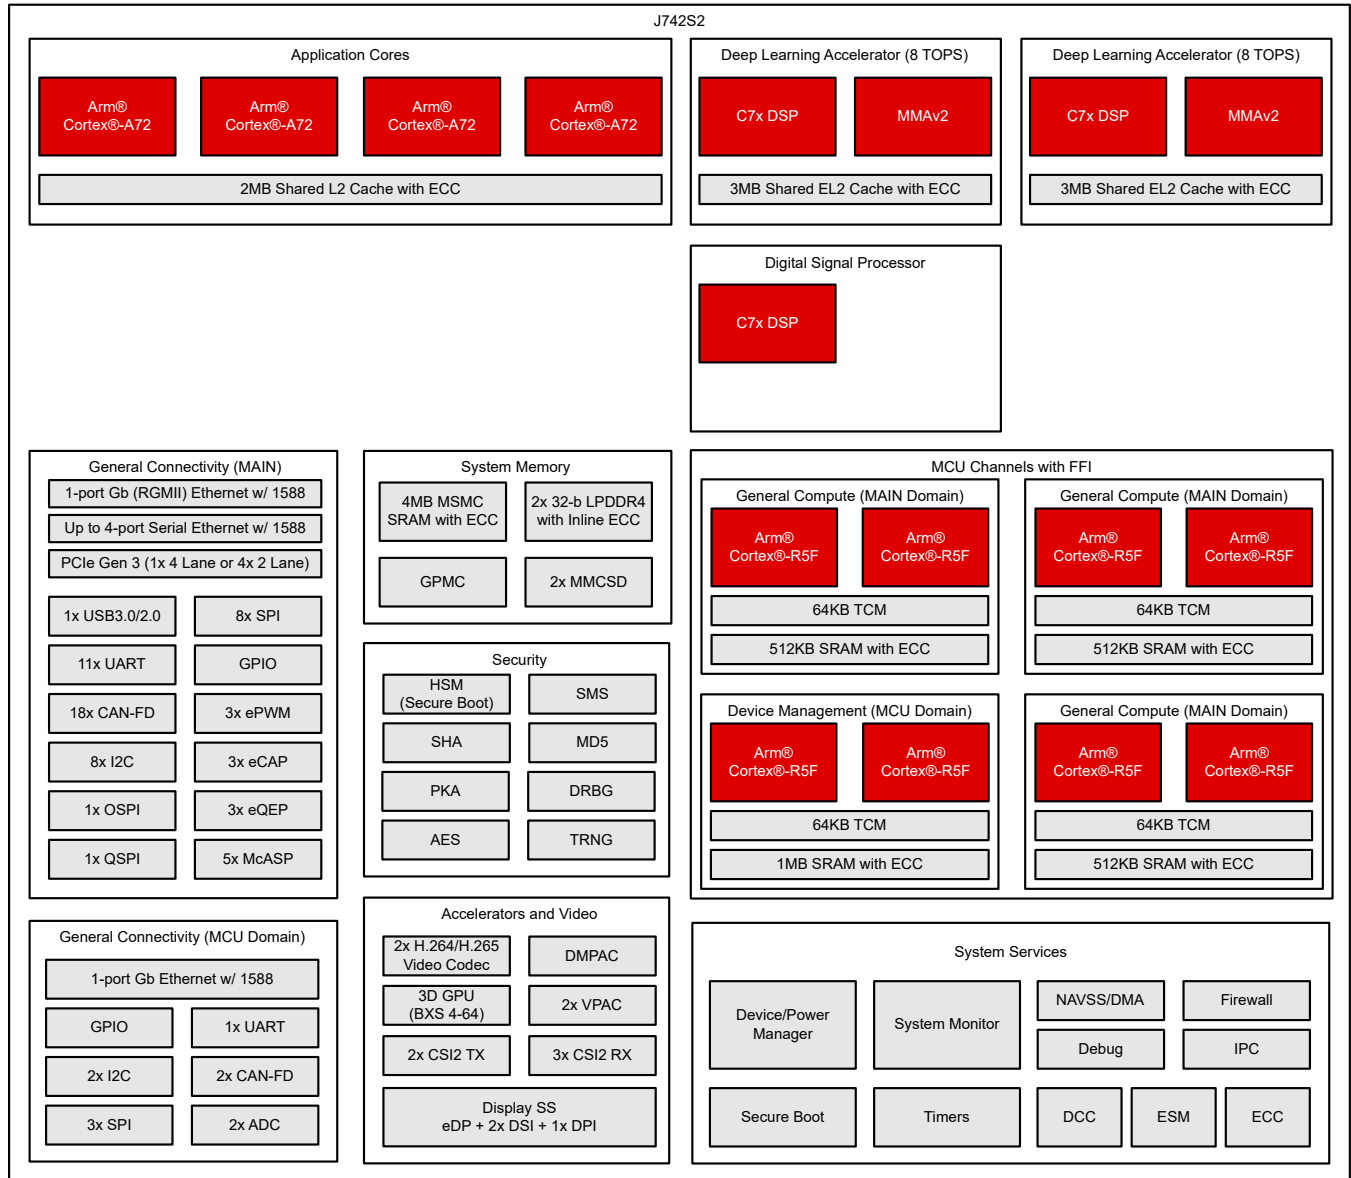 J742S2
Application Cores
Arm®
Cortex®-A72
Arm®
Cortex®-A72
Arm®
Cortex®-A72
Arm®
Cortex®-A72
2MB Shared L2 Cache with ECC
Deep Learning Accelerator (8 TOPS)
C7x DSP
MMAv2
3MB Shared EL2 Cache with ECC
Deep Learning Accelerator (8 TOPS)
C7x DSP
MMAv2
3MB Shared EL2 Cache with ECC
Digital Signal Processor
C7x DSP
General Connectivity (MAIN)
1-port Gb (RGMII) Ethernet w/ 1588
Up to 4-port Serial Ethernet w/ 1588
PCIe Gen 3 (1x 4 Lane or 4x 2 Lane)
1x USB3.0/2.0
8x SPI
11x UART
GPIO
18x CAN-FD
3x ePWM
8x I2C
3x eCAP
1x OSPI
3x eQEP
1x QSPI
5x McASP
System Memory
4MB MSMC
SRAM with ECC
2x 32-b LPDDR4
with Inline ECC
GPMC
2x MMCSD
Security
HSM
(Secure Boot)
SMS
SHA
MD5
PKA
DRBG
AES
TRNG
MCU Channels with FFI
General Compute (MAIN Domain)
Arm®
Cortex®-R5F
Arm®
Cortex®-R5F
64KB TCM
512KB SRAM with ECC
General Compute (MAIN Domain)
Arm®
Cortex®-R5F
Arm®
Cortex®-R5F
64KB TCM
512KB SRAM with ECC
Device Management (MCU Domain)
Arm®
Cortex®-R5F
Arm®
Cortex®-R5F
64KB TCM
1MB SRAM with ECC
General Compute (MAIN Domain)
Arm®
Cortex®-R5F
Arm®
Cortex®-R5F
64KB TCM
512KB SRAM with ECC
General Connectivity (MCU Domain)
1-port Gb Ethernet w/ 1588
GPIO
1x UART
2x I2C
2x CAN-FD
3x SPI
2x ADC
Accelerators and Video
2x H.264/H.265
Video Codec
DMPAC
3D GPU
(BXS 4-64)
2x VPAC
2x CSI2 TX
3x CSI2 RX
Display SS
eDP + 2x DSI + 1x DPI
System Services
Device/Power
Manager
System Monitor
NAVSS/DMA
Firewall
Debug
IPC
Secure Boot
Timers
DCC
ESM
ECC